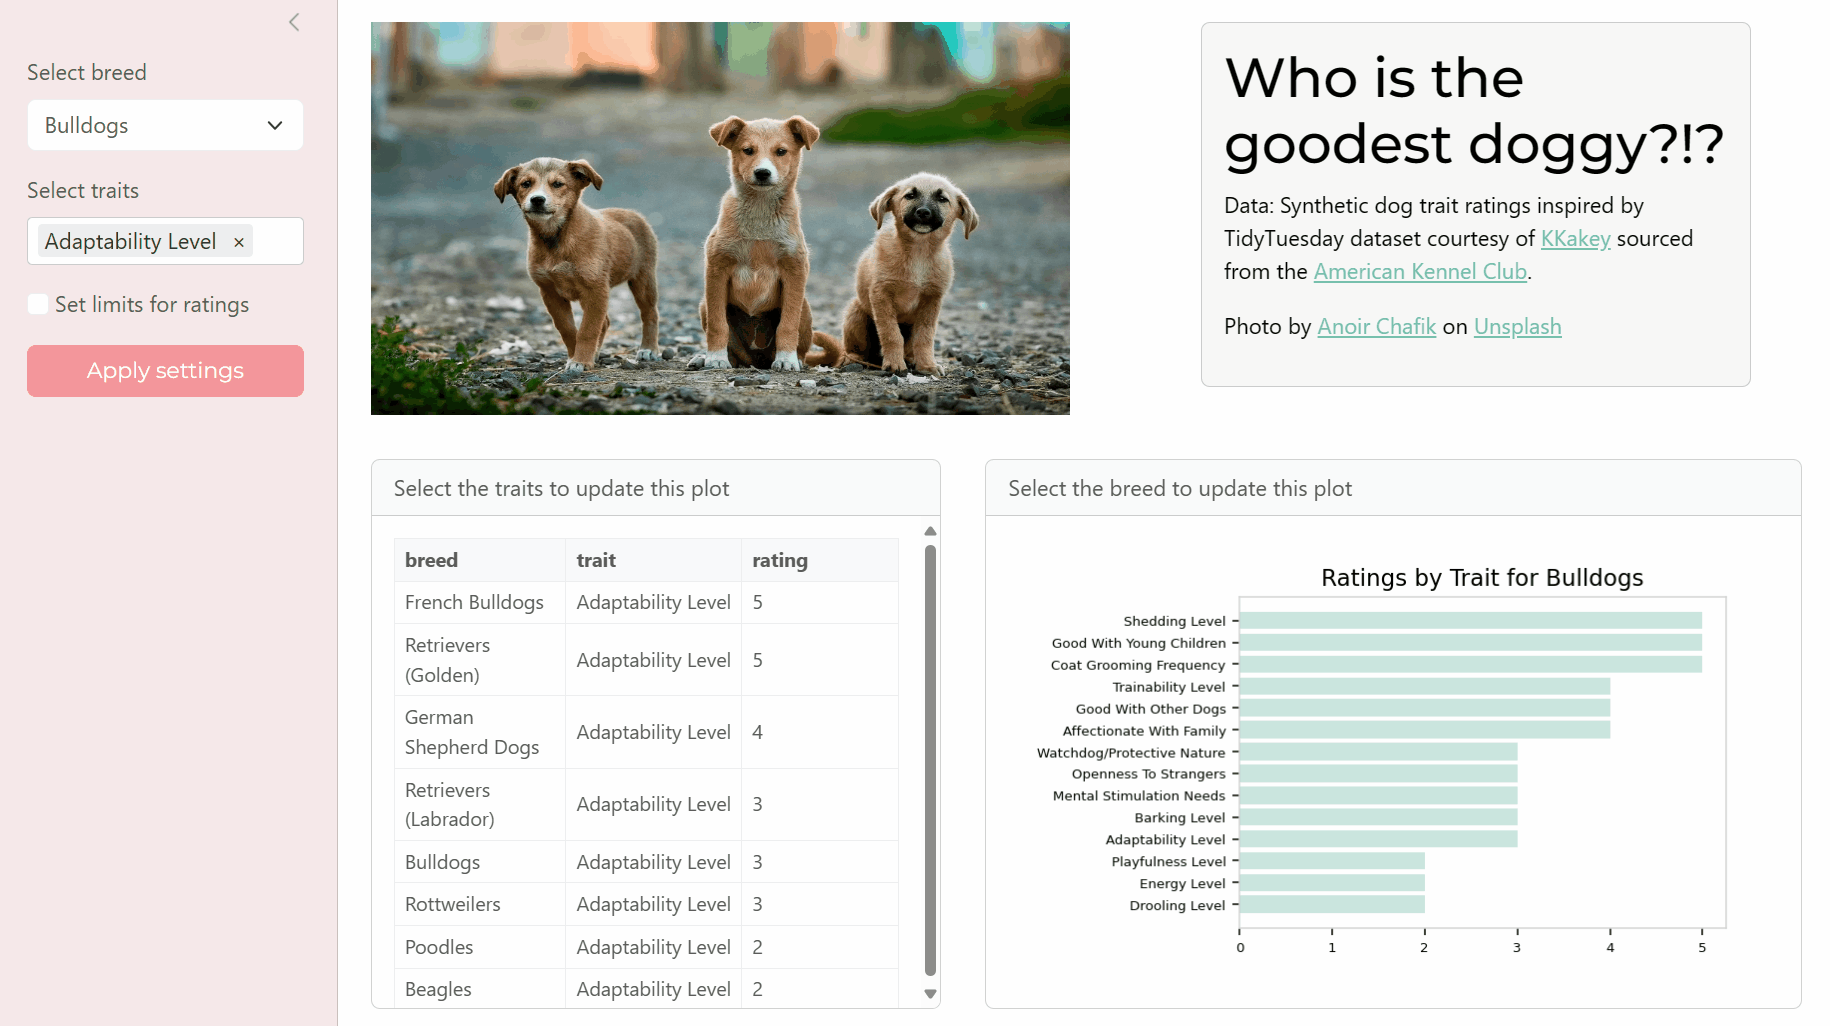 Select breed
Bulldogs
Select traits
Adaptability Level ×
Set limits for ratings
Apply settings
Who is the
goodest doggy?!?
Data: Synthetic dog trait ratings inspired by
TidyTuesday dataset courtesy of KKakey sourced
from the American Kennel Club.
Photo by Anoir Chafik on Unsplash
Select the traits to update this plot
breed trait rating
French Bulldogs Adaptability Level 5
Retrievers
(Golden) Adaptability Level 5
German
Shepherd Dogs Adaptability Level 4
Retrievers
(Labrador) Adaptability Level 3
Bulldogs Adaptability Level 3
Rottweilers Adaptability Level 3
Poodles Adaptability Level 2
Beagles Adaptability Level 2
Select the breed to update this plot
Ratings by Trait for Bulldogs
Shedding Level
Good With Young Children
Coat Grooming Frequency
Trainability Level
Good With Other Dogs
Affectionate With Family
Watchdog/Protective Nature
Openness To Strangers
Mental Stimulation Needs
Barking Level
Adaptability Level
Playfulness Level
Energy Level
Drooling Level
0 1 2 3 4 5